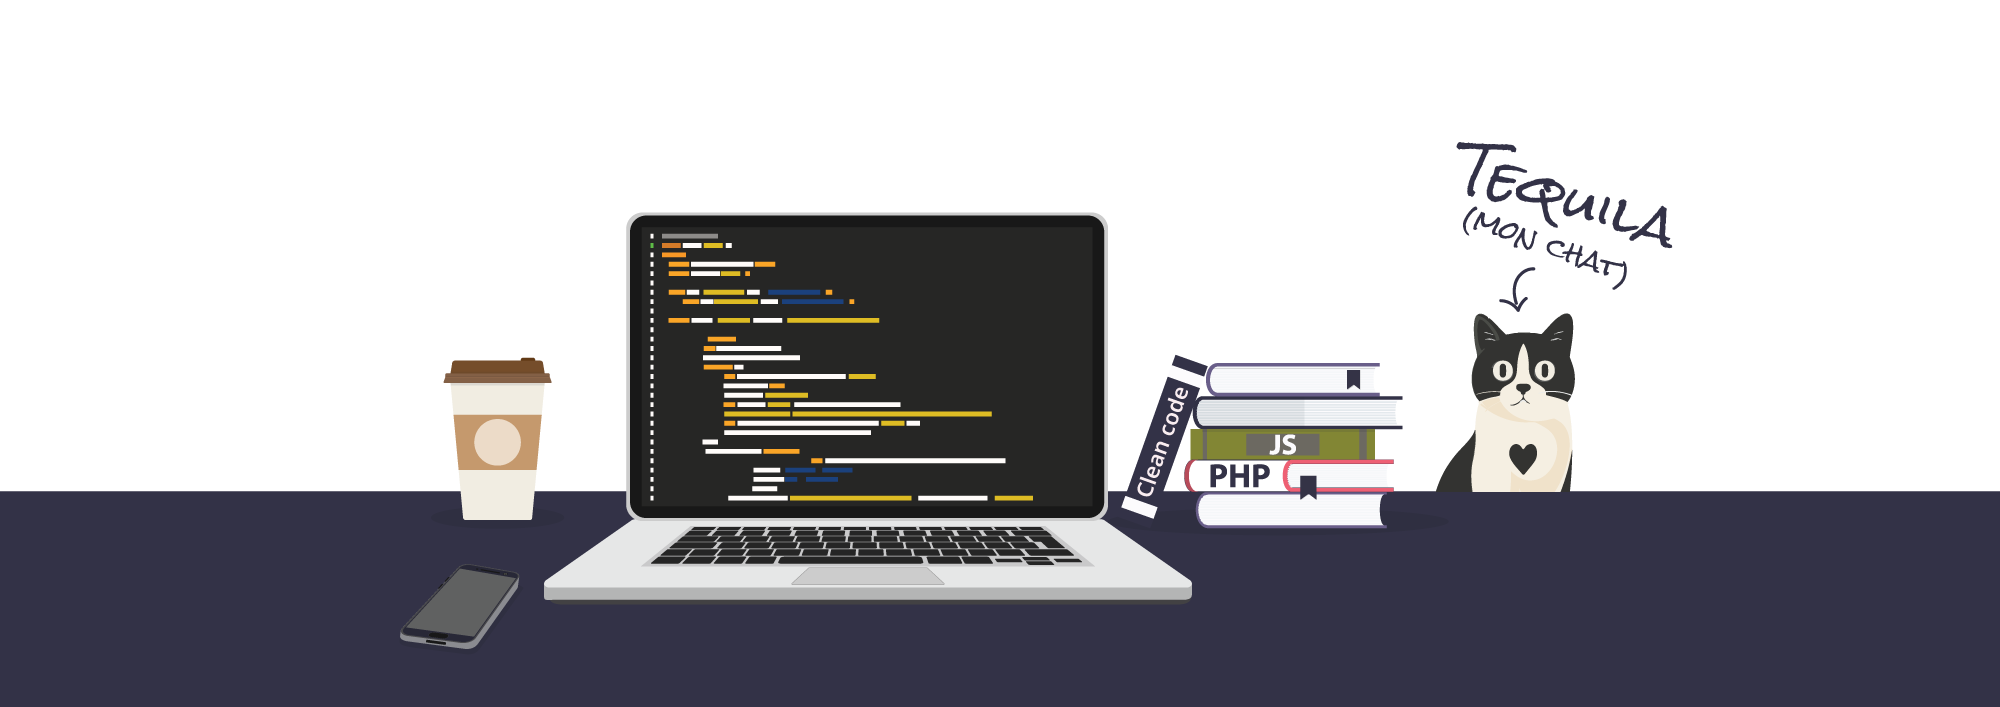 TEQUILA
(MON CHAT)
Clean code
JS
PHP